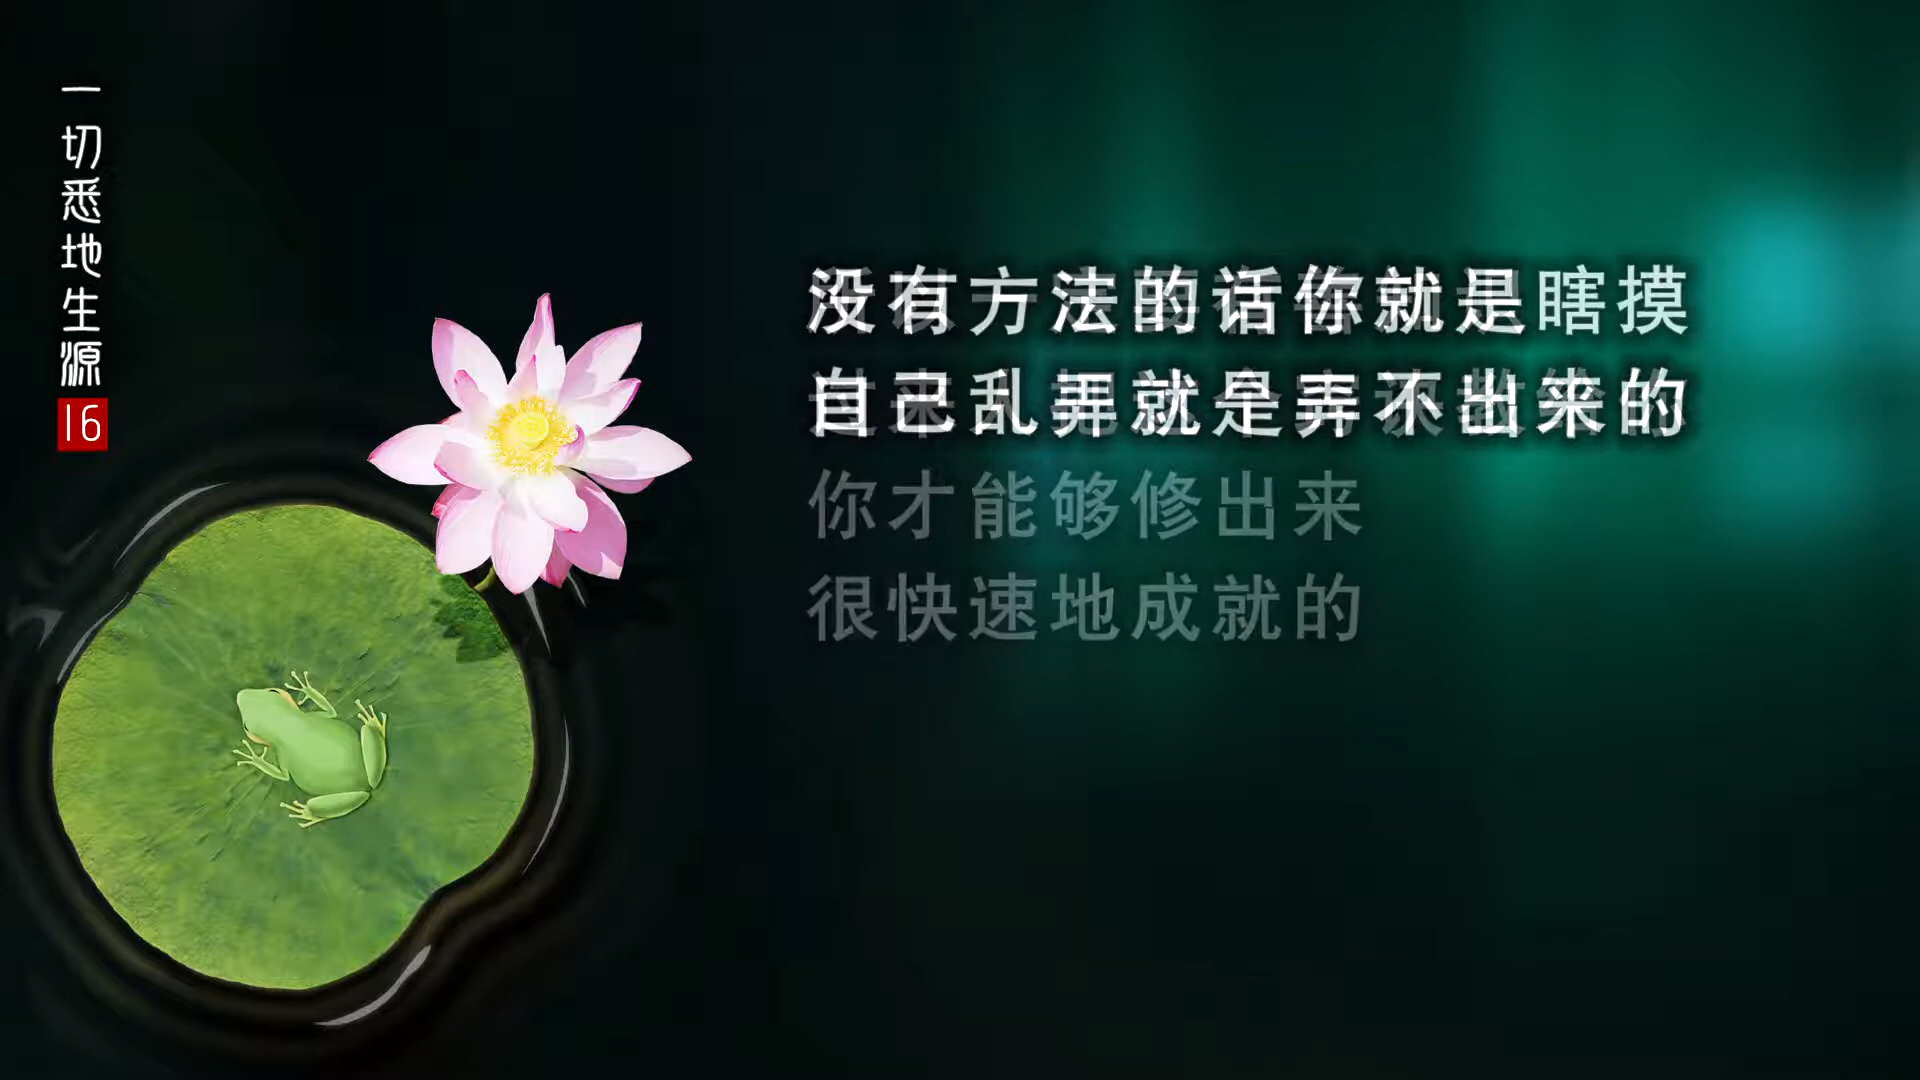 一切悉地生源
16
没有方法的话你就是瞎摸
自己乱弄就是弄不出来的
你才能够修出来
很快速地成就的